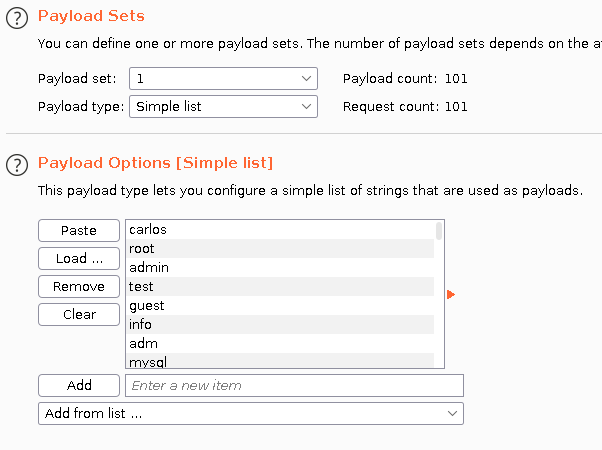 ? Payload Sets
You can define one or more payload sets. The number of payload sets depends on the
Payload set: 1 Payload count: 101
Payload type: Simple list Request count: 101
? Payload Options [Simple list]
This payload type lets you configure a simple list of strings that are used as payloads.
Paste
Load ...
Remove
Clear
carlos
root
admin
test
guest
info
adm
mysql
Add Enter a new item
Add from list ...